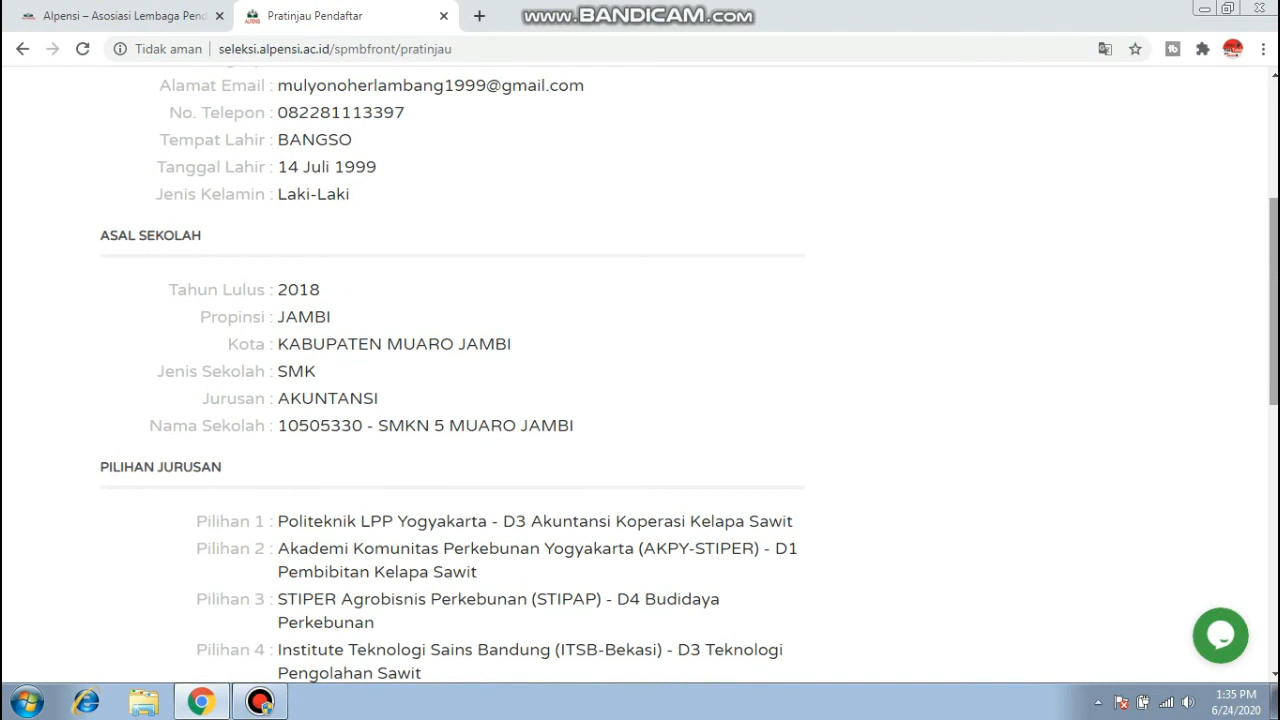 Alpensi – Asosiasi Lembaga Pend
Pratinjau Pendaftar
www.BANDICAM.com
Tidak aman
seleksi.alpensi.ac.id/spmbfront/pratinjau
Alamat Email : mulyonoherlambang1999@gmail.com
No. Telepon : 082281113397
Tempat Lahir : BANGSO
Tanggal Lahir : 14 Juli 1999
Jenis Kelamin : Laki-Laki
ASAL SEKOLAH
Tahun Lulus : 2018
Propinsi : JAMBI
Kota : KABUPATEN MUARO JAMBI
Jenis Sekolah : SMK
Jurusan : AKUNTANSI
Nama Sekolah : 10505330 - SMKN 5 MUARO JAMBI
PILIHAN JURUSAN
Pilihan 1 : Politeknik LPP Yogyakarta - D3 Akuntansi Koperasi Kelapa Sawit
Pilihan 2 : Akademi Komunitas Perkebunan Yogyakarta (AKPY-STIPER) - D1
Pembibitan Kelapa Sawit
Pilihan 3 : STIPER Agrobisnis Perkebunan (STIPAP) - D4 Budidaya
Perkebunan
Pilihan 4 : Institute Teknologi Sains Bandung (ITSB-Bekasi) - D3 Teknologi
Pengolahan Sawit
1:35 PM
6/24/2020